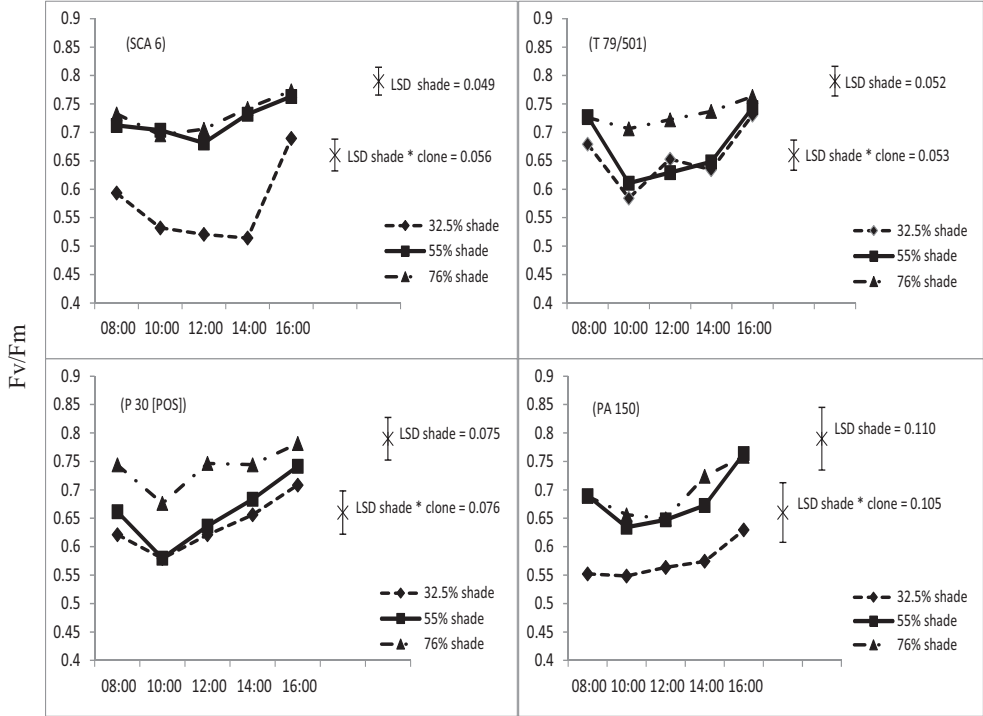 Fv/Fm
0.9
0.85
0.8
0.75
0.7
0.65
0.6
0.55
0.5
0.45
0.4
(SCA 6)
LSD shade = 0.049
LSD shade * clone = 0.056
32.5% shade
55% shade
76% shade
08:00 10:00 12:00 14:00 16:00
0.9
0.85
0.8
0.75
0.7
0.65
0.6
0.55
0.5
0.45
0.4
(T 79/501)
LSD shade = 0.052
LSD shade * clone = 0.053
32.5% shade
55% shade
76% shade
08:00 10:00 12:00 14:00 16:00
0.9
0.85
0.8
0.75
0.7
0.65
0.6
0.55
0.5
0.45
0.4
(P 30 [POS])
LSD shade = 0.075
LSD shade * clone = 0.076
32.5% shade
55% shade
76% shade
08:00 10:00 12:00 14:00 16:00
0.9
0.85
0.8
0.75
0.7
0.65
0.6
0.55
0.5
0.45
0.4
(PA 150)
LSD shade = 0.110
LSD shade * clone = 0.105
32.5% shade
55% shade
76% shade
08:00 10:00 12:00 14:00 16:00